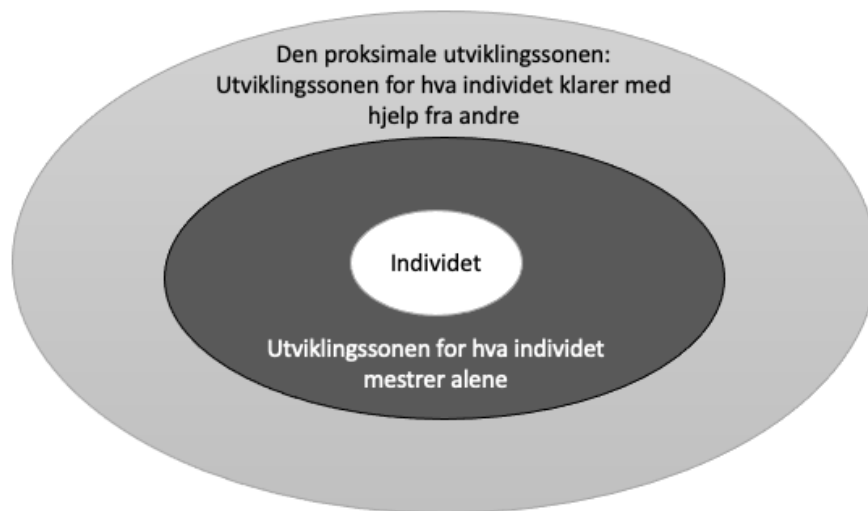 Den proksimale utviklingssonen:
Utviklingssonen for hva individet klarer med
hjelp fra andre
Individet
Utviklingssonen for hva individet
mestrer alene